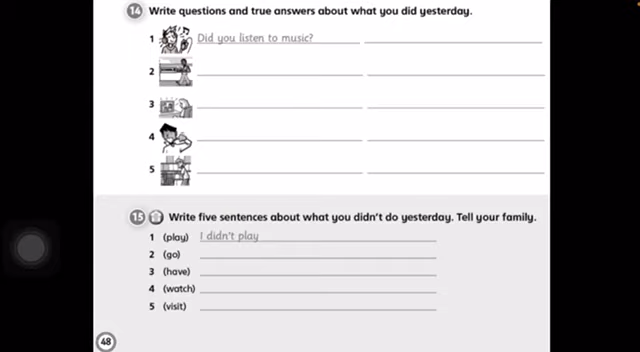 14 Write questions and true answers about what you did yesterday.
1 Did you listen to music?
2
3
4
5
15 Write five sentences about what you didn't do yesterday. Tell your family.
1 (play) I didn't play
2 (go)
3 (have)
4 (watch)
5 (visit)
48